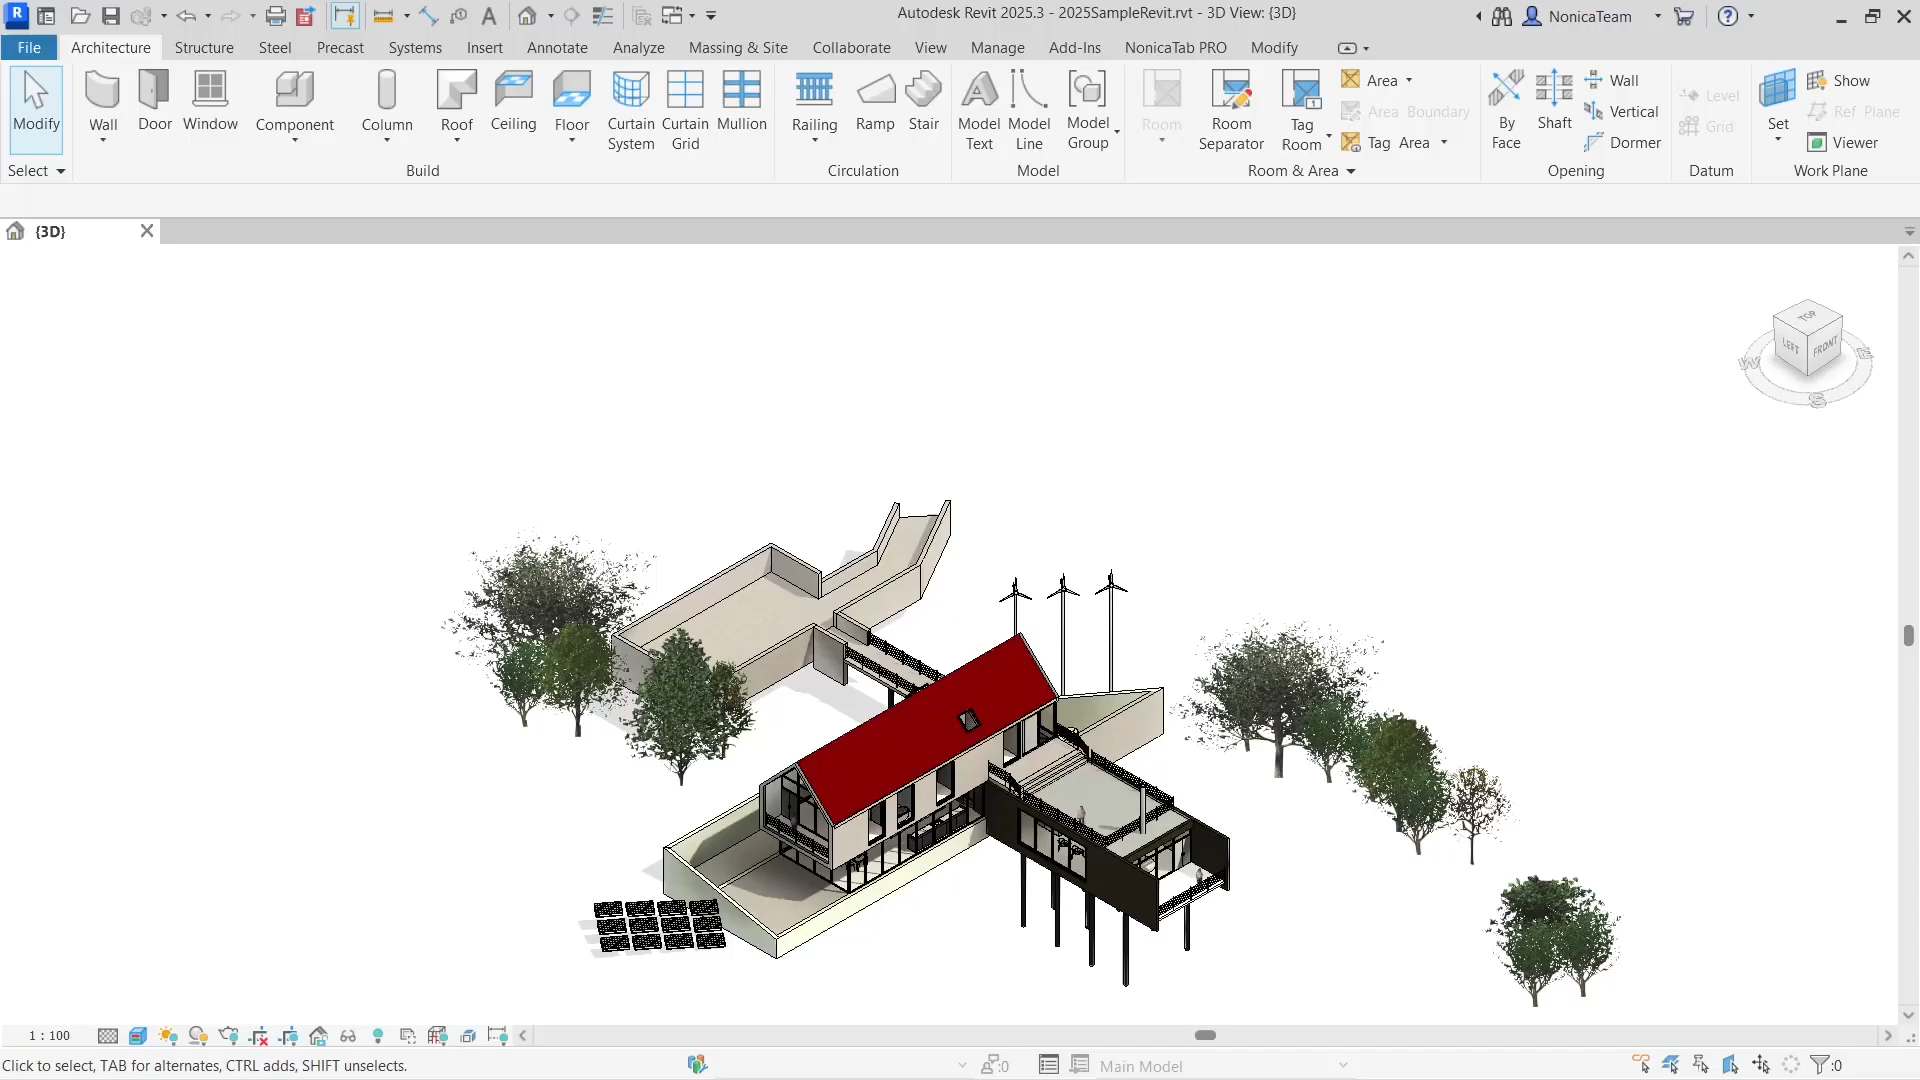 Autodesk Revit 2025.3 - 2025SampleRevit.rvt - 3D View: {3D}
NonicaTeam
File Architecture Structure Steel Precast Systems Insert Annotate Analyze Massing & Site Collaborate View Manage Add-Ins NonicaTab PRO Modify
Modify
Wall
Door
Window
Component
Column
Roof
Ceiling
Floor
Curtain
System
Curtain
Grid
Mullion
Railing
Ramp
Stair
Model
Text
Model
Line
Model
Group
Room
Room
Separator
Tag
Room
Area
Area Boundary
Tag Area
By
Face
Shaft
Wall
Vertical
Dormer
Level
Grid
Set
Show
Ref Plane
Viewer
Select
Build
Circulation
Model
Room & Area
Opening
Datum
Work Plane
{3D}
TOP
LEFT
FRONT
W
S
1 : 100
Click to select, TAB for alternates, CTRL adds, SHIFT unselects.
:0
Main Model
:0